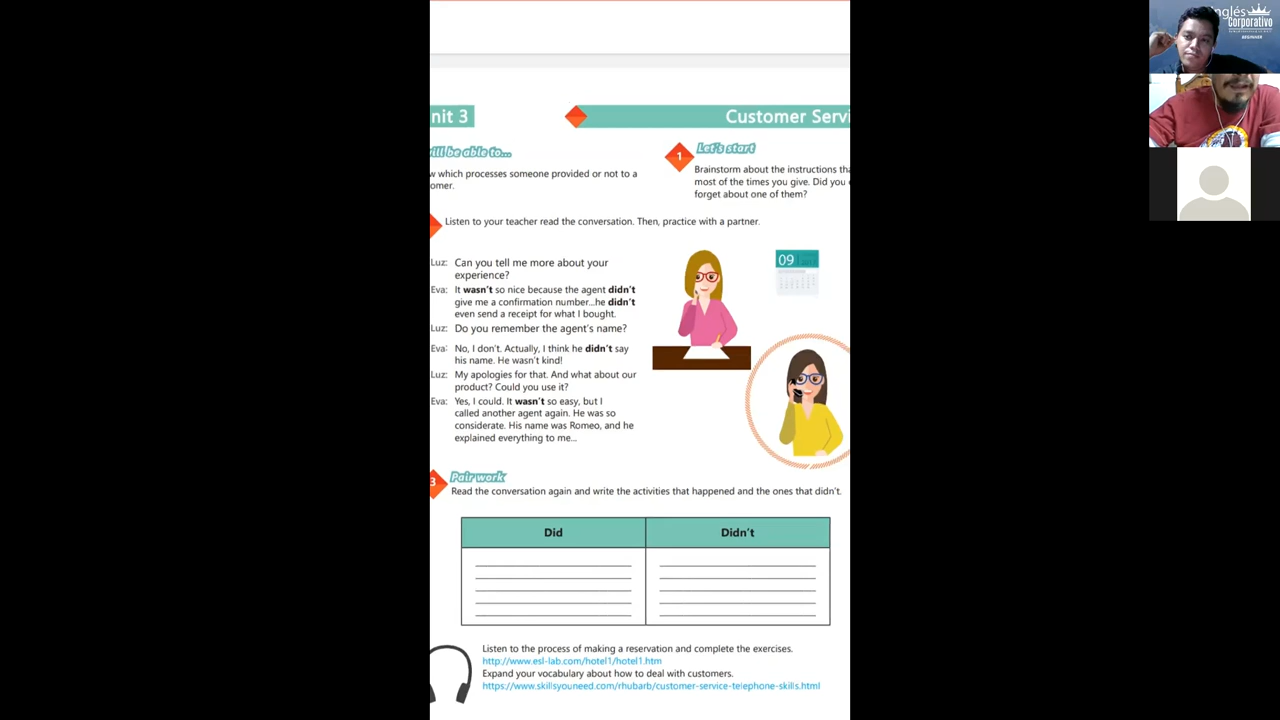 nit 3
Customer Servi
ill be able to...
w which processes someone provided or not to a
omer.
1
Let's start
Brainstorm about the instructions tha
most of the times you give. Did you
forget about one of them?
Listen to your teacher read the conversation. Then, practice with a partner.
Luz: Can you tell me more about your
experience?
Eva: It wasn't so nice because the agent didn't
give me a confirmation number...he didn't
even send a receipt for what I bought.
Luz: Do you remember the agent's name?
Eva: No, I don't. Actually, I think he didn't say
his name. He wasn't kind!
Luz: My apologies for that. And what about our
product? Could you use it?
Eva: Yes, I could. It wasn't so easy, but I
called another agent again. He was so
considerate. His name was Romeo, and he
explained everything to me...
09
3
Pair work
Read the conversation again and write the activities that happened and the ones that didn't.
Did
Didn't
Listen to the process of making a reservation and complete the exercises.
http://www.esl-lab.com/hotel1/hotel1.htm
Expand your vocabulary about how to deal with customers.
https://www.skillsyouneed.com/rhubarb/customer-service-telephone-skills.html
inglés
Corporativo
BEGINNER